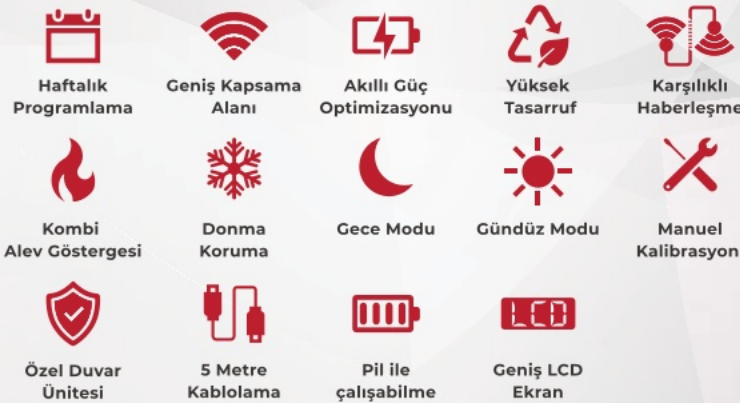 Haftalık
Programlama
Geniş Kapsama
Alanı
Akıllı Güç
Optimizasyonu
Yüksek
Tasarruf
Karşılıklı
Haberleşme
Kombi
Alev Göstergesi
Donma
Koruma
Gece Modu
Gündüz Modu
Manuel
Kalibrasyon
LCD
Özel Duvar
Ünitesi
5 Metre
Kablolama
Pil ile
çalışabilme
Geniş LCD
Ekran